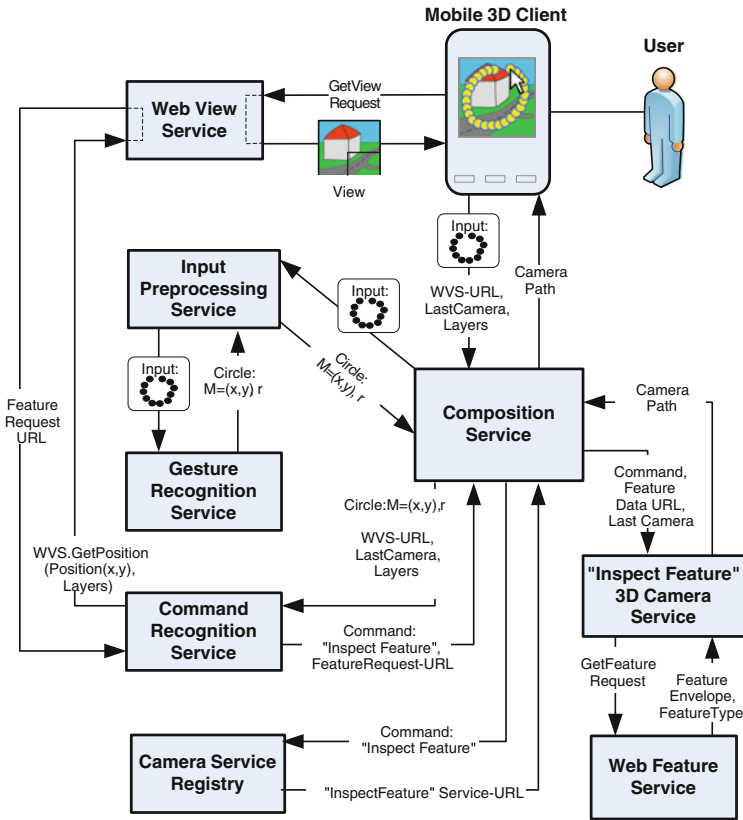 Mobile 3D Client
User
GetView
Request
Web View
Service
View
Input:
WVS-URL,
LastCamera,
Layers
Camera
Path
Input
Preprocessing
Service
Input:
Circle:
M=(x,y), r
Input:
Circle:
M=(x,y) r
Feature
Request
URL
Composition
Service
Camera
Path
Gesture
Recognition
Service
Command,
Feature
Data URL,
Last Camera
Circle:M=(x,y),r
WVS-URL,
LastCamera,
Layers
WVS.GetPosition
(Position(x,y),
Layers)
"Inspect Feature"
3D Camera
Service
Command
Recognition
Service
Command:
"Inspect Feature",
FeatureRequest-URL
GetFeature
Request
Feature
Envelope,
FeatureType
Command:
"Inspect Feature"
Camera Service
Registry
"InspectFeature" Service-URL
Web Feature
Service